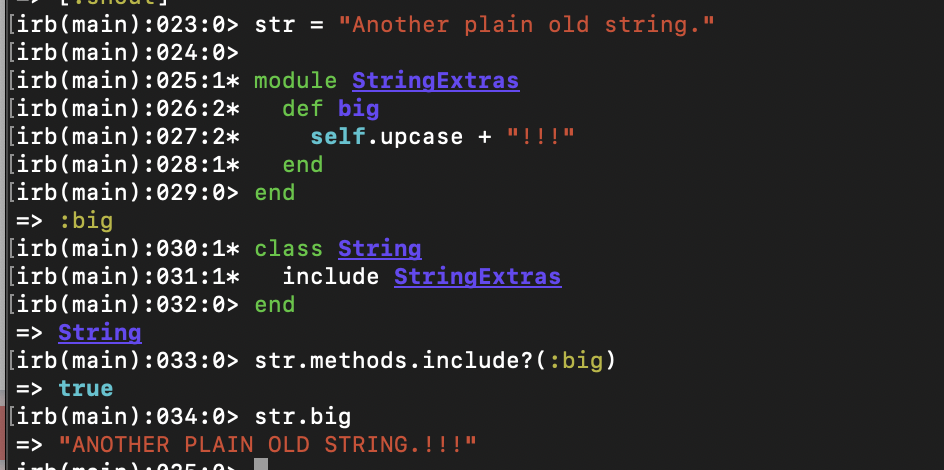 => [:shout]
[irb(main):023:0> str = "Another plain old string."
[irb(main):024:0>
[irb(main):025:1* module StringExtras
[irb(main):026:2*   def big
[irb(main):027:2*     self.upcase + "!!!"
[irb(main):028:1*   end
[irb(main):029:0> end
=> :big
[irb(main):030:1* class String
[irb(main):031:1*   include StringExtras
[irb(main):032:0> end
=> String
[irb(main):033:0> str.methods.include?(:big)
=> true
[irb(main):034:0> str.big
=> "ANOTHER PLAIN OLD STRING.!!!"
irb(main):035:0>